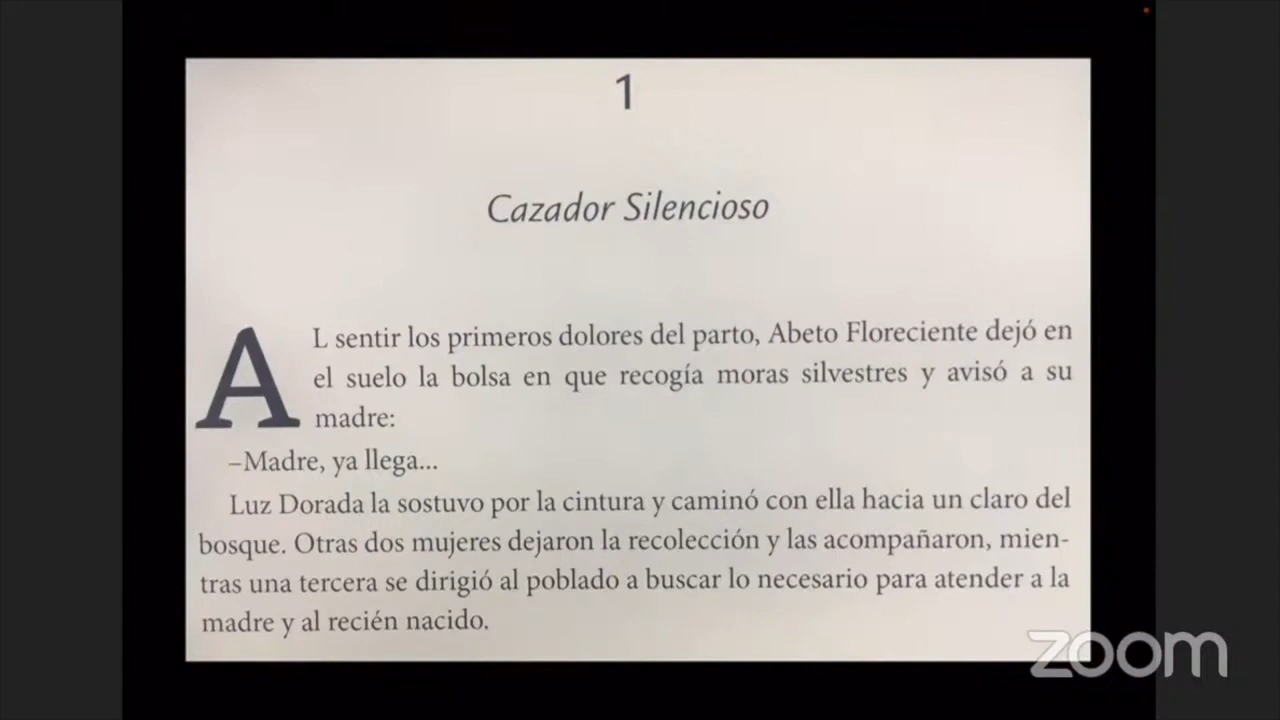 1
Cazador Silencioso
AL sentir los primeros dolores del parto, Abeto Floreciente dejó en
el suelo la bolsa en que recogía moras silvestres y avisó a su
madre:
–Madre, ya llega...
Luz Dorada la sostuvo por la cintura y caminó con ella hacia un claro del
bosque. Otras dos mujeres dejaron la recolección y las acompañaron, mien-
tras una tercera se dirigió al poblado a buscar lo necesario para atender a la
madre y al recién nacido.
zoom